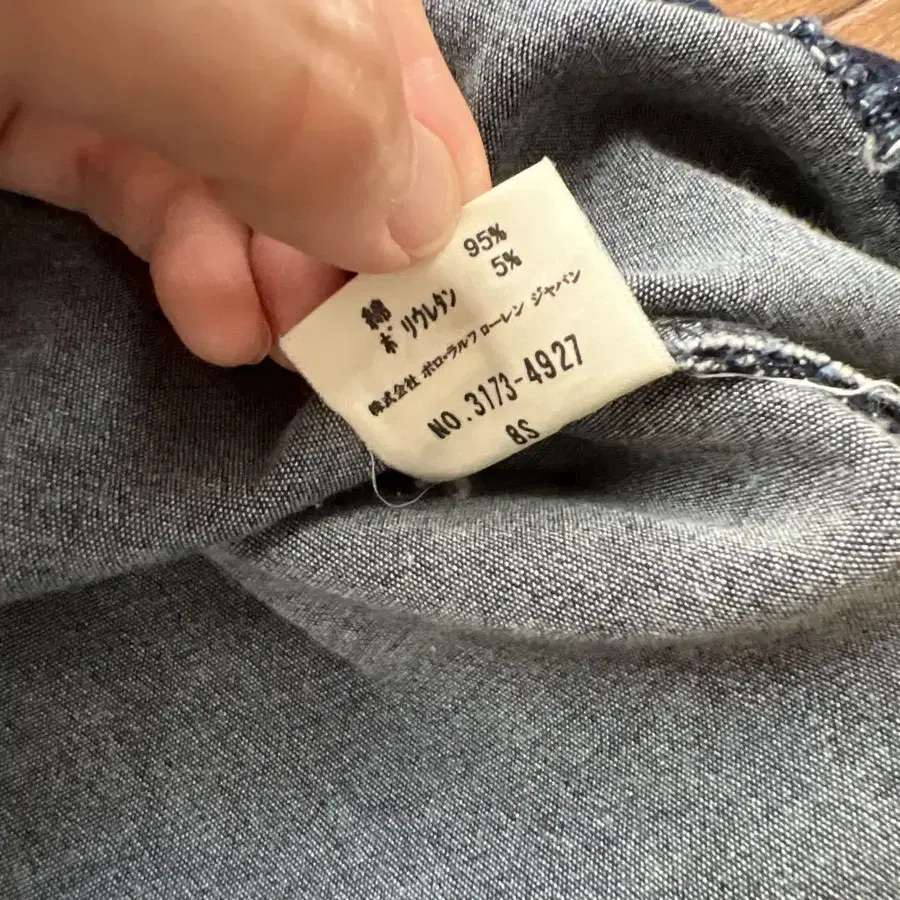 綿 95%
ポリウレタン 5%
株式会社 ポロ・ラルフ ローレン ジャパン
NO.3173-4927
8S